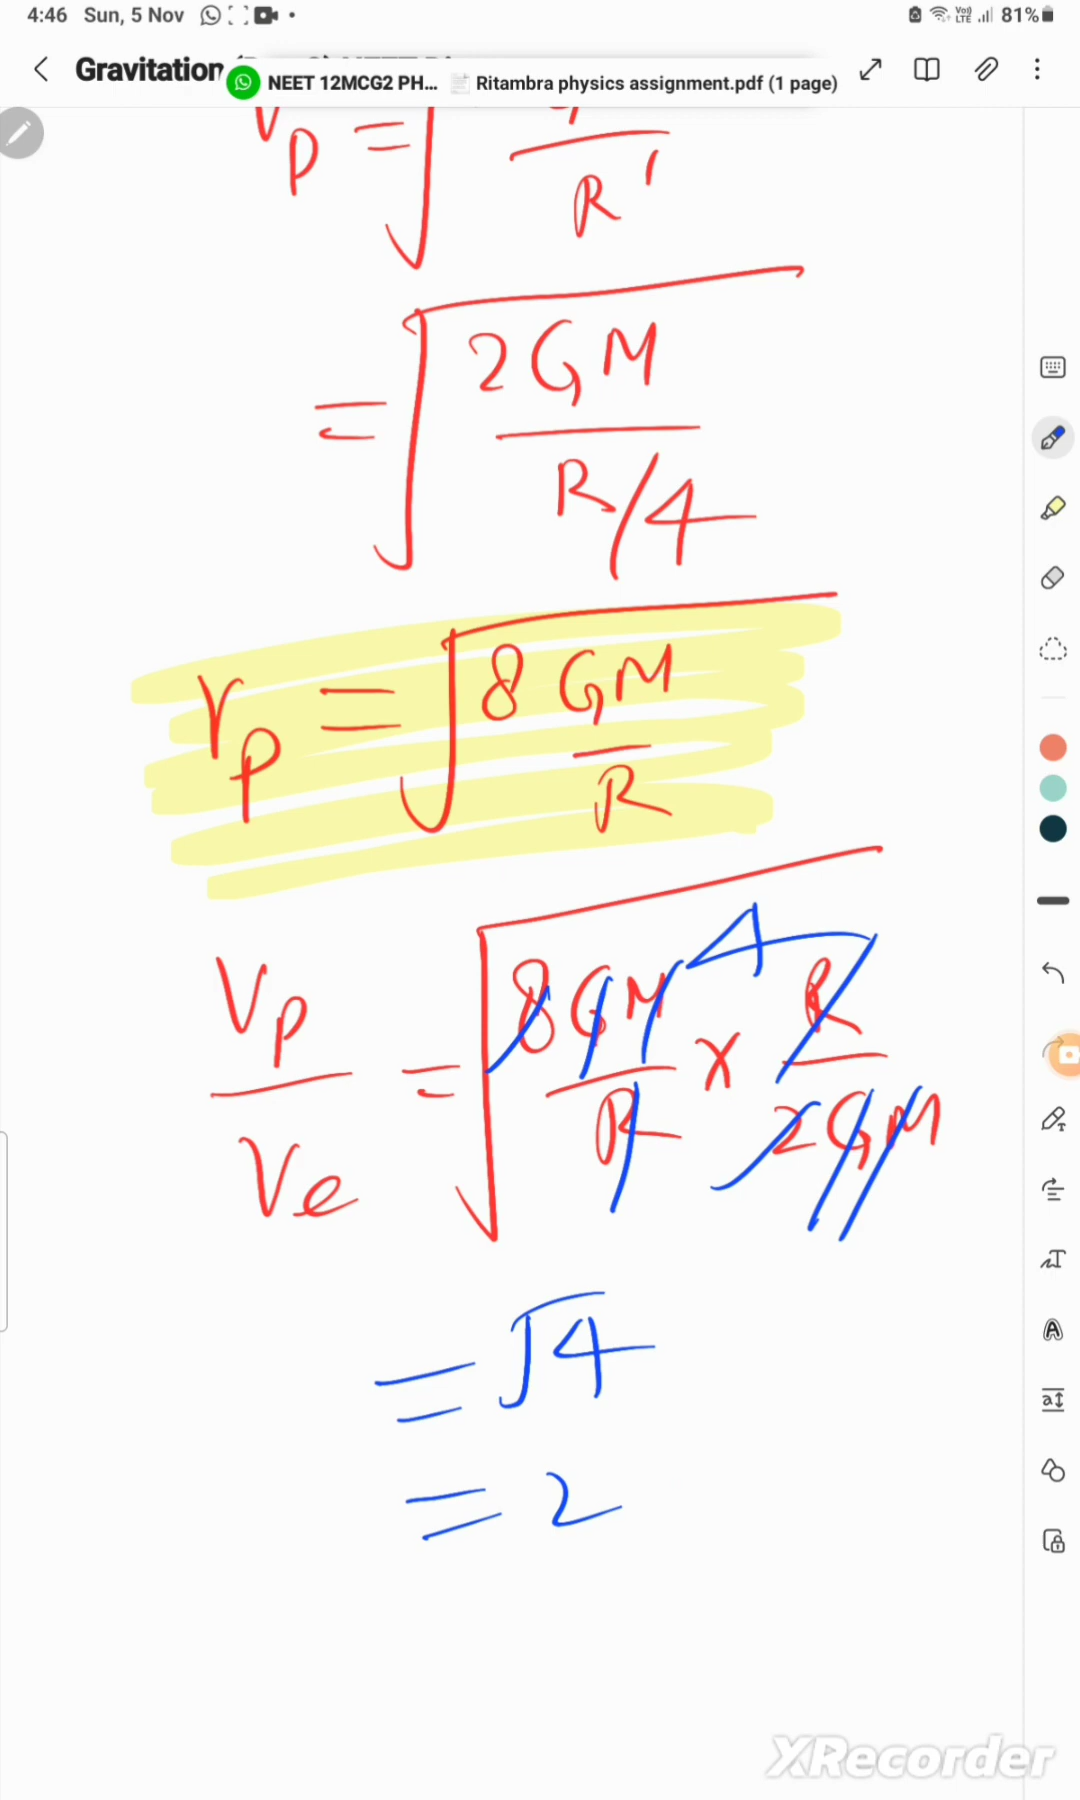 4:46 Sun, 5 Nov 81%
Gravitation
NEET 12MCG2 PH... Ritambra physics assignment.pdf (1 page)
Vp = √
R'
= √(2GM
R/4
rp = √(8GM
R
Vp = √(8GM 4 × R
Ve R 2GM
= √4
= 2
XRecorder